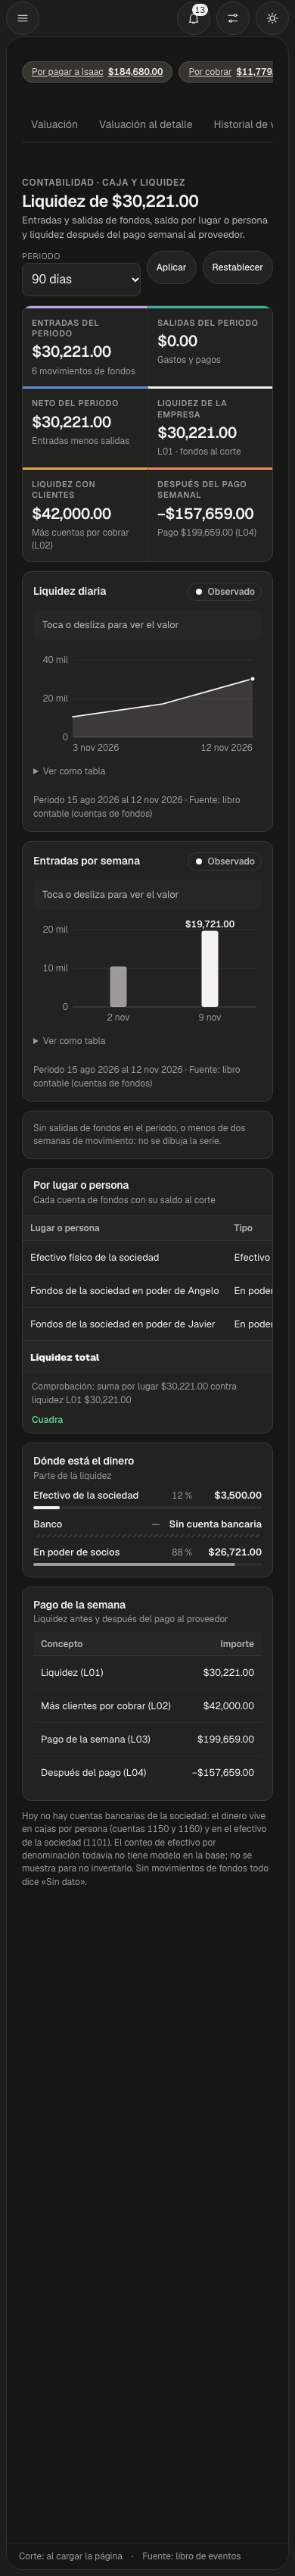 13
Por pagar a Isaac $184,680.00 Por cobrar $11,779.
Valuación Valuación al detalle Historial de v
CONTABILIDAD · CAJA Y LIQUIDEZ
Liquidez de $30,221.00
Entradas y salidas de fondos, saldo por lugar o persona
y liquidez después del pago semanal al proveedor.
PERIODO
90 días Aplicar Restablecer
ENTRADAS DEL
PERIODO
$30,221.00
6 movimientos de fondos
SALIDAS DEL PERIODO
$0.00
Gastos y pagos
NETO DEL PERIODO
$30,221.00
Entradas menos salidas
LIQUIDEZ DE LA
EMPRESA
$30,221.00
L01 · fondos al corte
LIQUIDEZ CON
CLIENTES
$42,000.00
Más cuentas por cobrar
(L02)
DESPUÉS DEL PAGO
SEMANAL
−$157,659.00
Pago $199,659.00 (L04)
Liquidez diaria Observado
Toca o desliza para ver el valor
40 mil
20 mil
0
3 nov 2026 12 nov 2026
Ver como tabla
Periodo 15 ago 2026 al 12 nov 2026 · Fuente: libro
contable (cuentas de fondos)
Entradas por semana Observado
Toca o desliza para ver el valor
$19,721.00
20 mil
10 mil
0
2 nov 9 nov
Ver como tabla
Periodo 15 ago 2026 al 12 nov 2026 · Fuente: libro
contable (cuentas de fondos)
Sin salidas de fondos en el periodo, o menos de dos
semanas de movimiento: no se dibuja la serie.
Por lugar o persona
Cada cuenta de fondos con su saldo al corte
Lugar o persona Tipo
Efectivo físico de la sociedad Efectivo
Fondos de la sociedad en poder de Angelo En poder
Fondos de la sociedad en poder de Javier En poder
Liquidez total
Comprobación: suma por lugar $30,221.00 contra
liquidez L01 $30,221.00
Cuadra
Dónde está el dinero
Parte de la liquidez
Efectivo de la sociedad 12 % $3,500.00
Banco — Sin cuenta bancaria
En poder de socios 88 % $26,721.00
Pago de la semana
Liquidez antes y después del pago al proveedor
Concepto Importe
Liquidez (L01) $30,221.00
Más clientes por cobrar (L02) $42,000.00
Pago de la semana (L03) $199,659.00
Después del pago (L04) −$157,659.00
Hoy no hay cuentas bancarias de la sociedad: el dinero vive
en cajas por persona (cuentas 1150 y 1160) y en el efectivo
de la sociedad (1101). El conteo de efectivo por
denominación todavía no tiene modelo en la base; no se
muestra para no inventarlo. Sin movimientos de fondos todo
dice «Sin dato».
Corte: al cargar la página · Fuente: libro de eventos